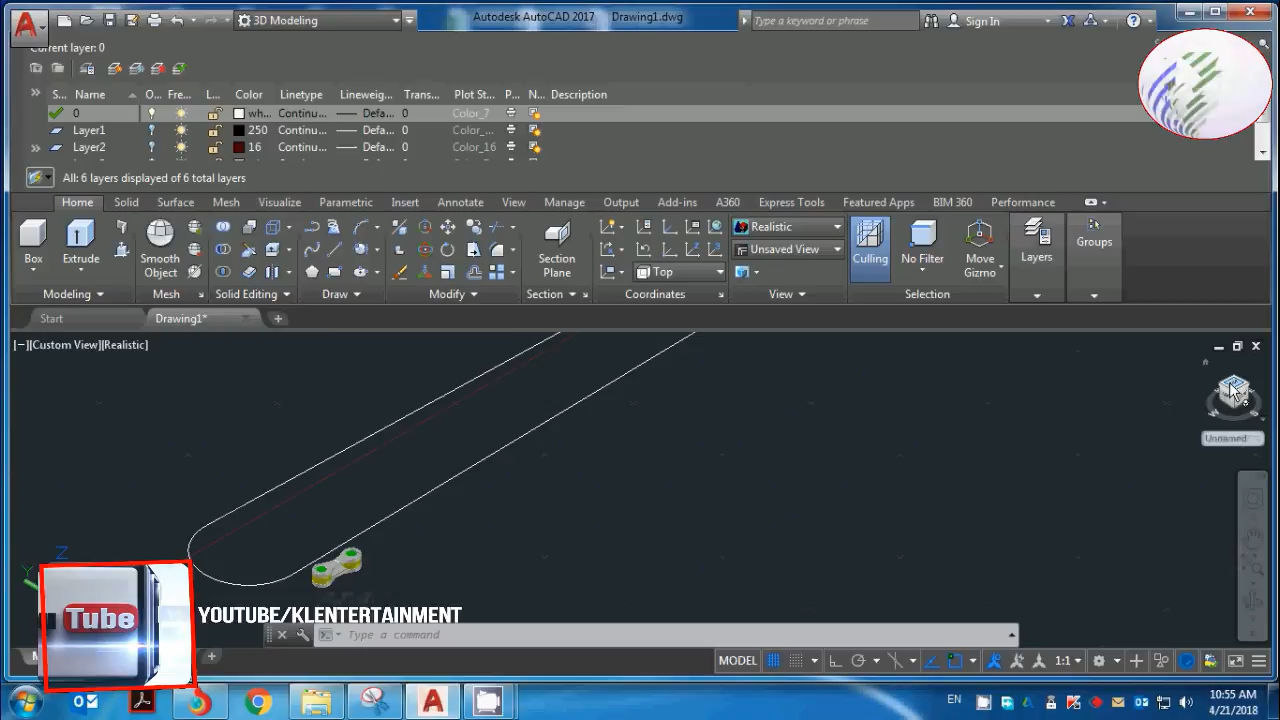 3D Modeling
Autodesk AutoCAD 2017 Drawing1.dwg
Type a keyword or phrase
Sign In
Current layer: 0
S... Name O... Fre... L... Color Linetype Lineweig... Trans... Plot St... P... N... Description
0 wh... Continu... Defa... 0 Color_7
Layer1 250 Continu... Defa... 0 Color_...
Layer2 16 Continu... Defa... 0 Color_16
All: 6 layers displayed of 6 total layers
Home Solid Surface Mesh Visualize Parametric Insert Annotate View Manage Output Add-ins A360 Express Tools Featured Apps BIM 360 Performance
Box Extrude Smooth Object Section Plane Top Realistic Unsaved View Culling No Filter Move Gizmo Layers Groups
Modeling Mesh Solid Editing Draw Modify Section Coordinates View Selection
Start Drawing1*
[−][Custom View][Realistic]
Unnamed
Z
Y
Tube
YOUTUBE/KLENTERTAINMENT
Type a command
MODEL 1:1
EN
10:55 AM
4/21/2018